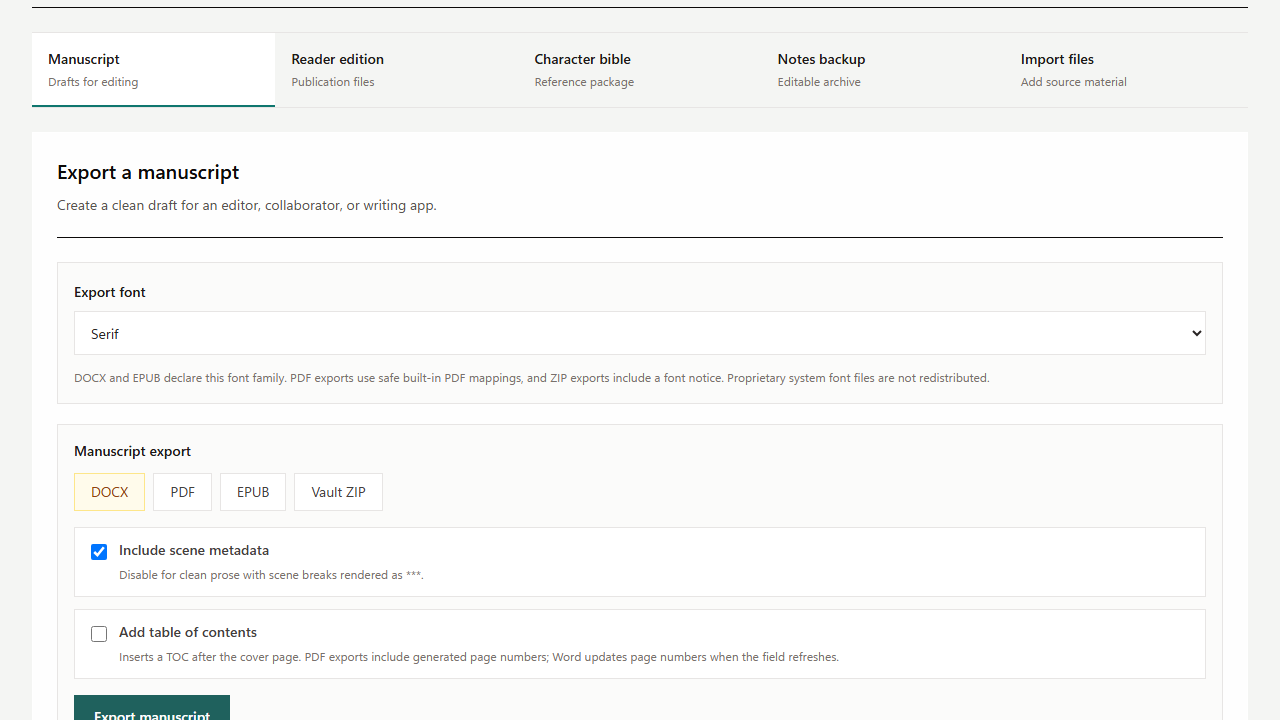 Manuscript
Drafts for editing
Reader edition
Publication files
Character bible
Reference package
Notes backup
Editable archive
Import files
Add source material
Export a manuscript
Create a clean draft for an editor, collaborator, or writing app.
Export font
Serif
DOCX and EPUB declare this font family. PDF exports use safe built-in PDF mappings, and ZIP exports include a font notice. Proprietary system font files are not redistributed.
Manuscript export
DOCX
PDF
EPUB
Vault ZIP
Include scene metadata
Disable for clean prose with scene breaks rendered as ***.
Add table of contents
Inserts a TOC after the cover page. PDF exports include generated page numbers; Word updates page numbers when the field refreshes.
Export manuscript